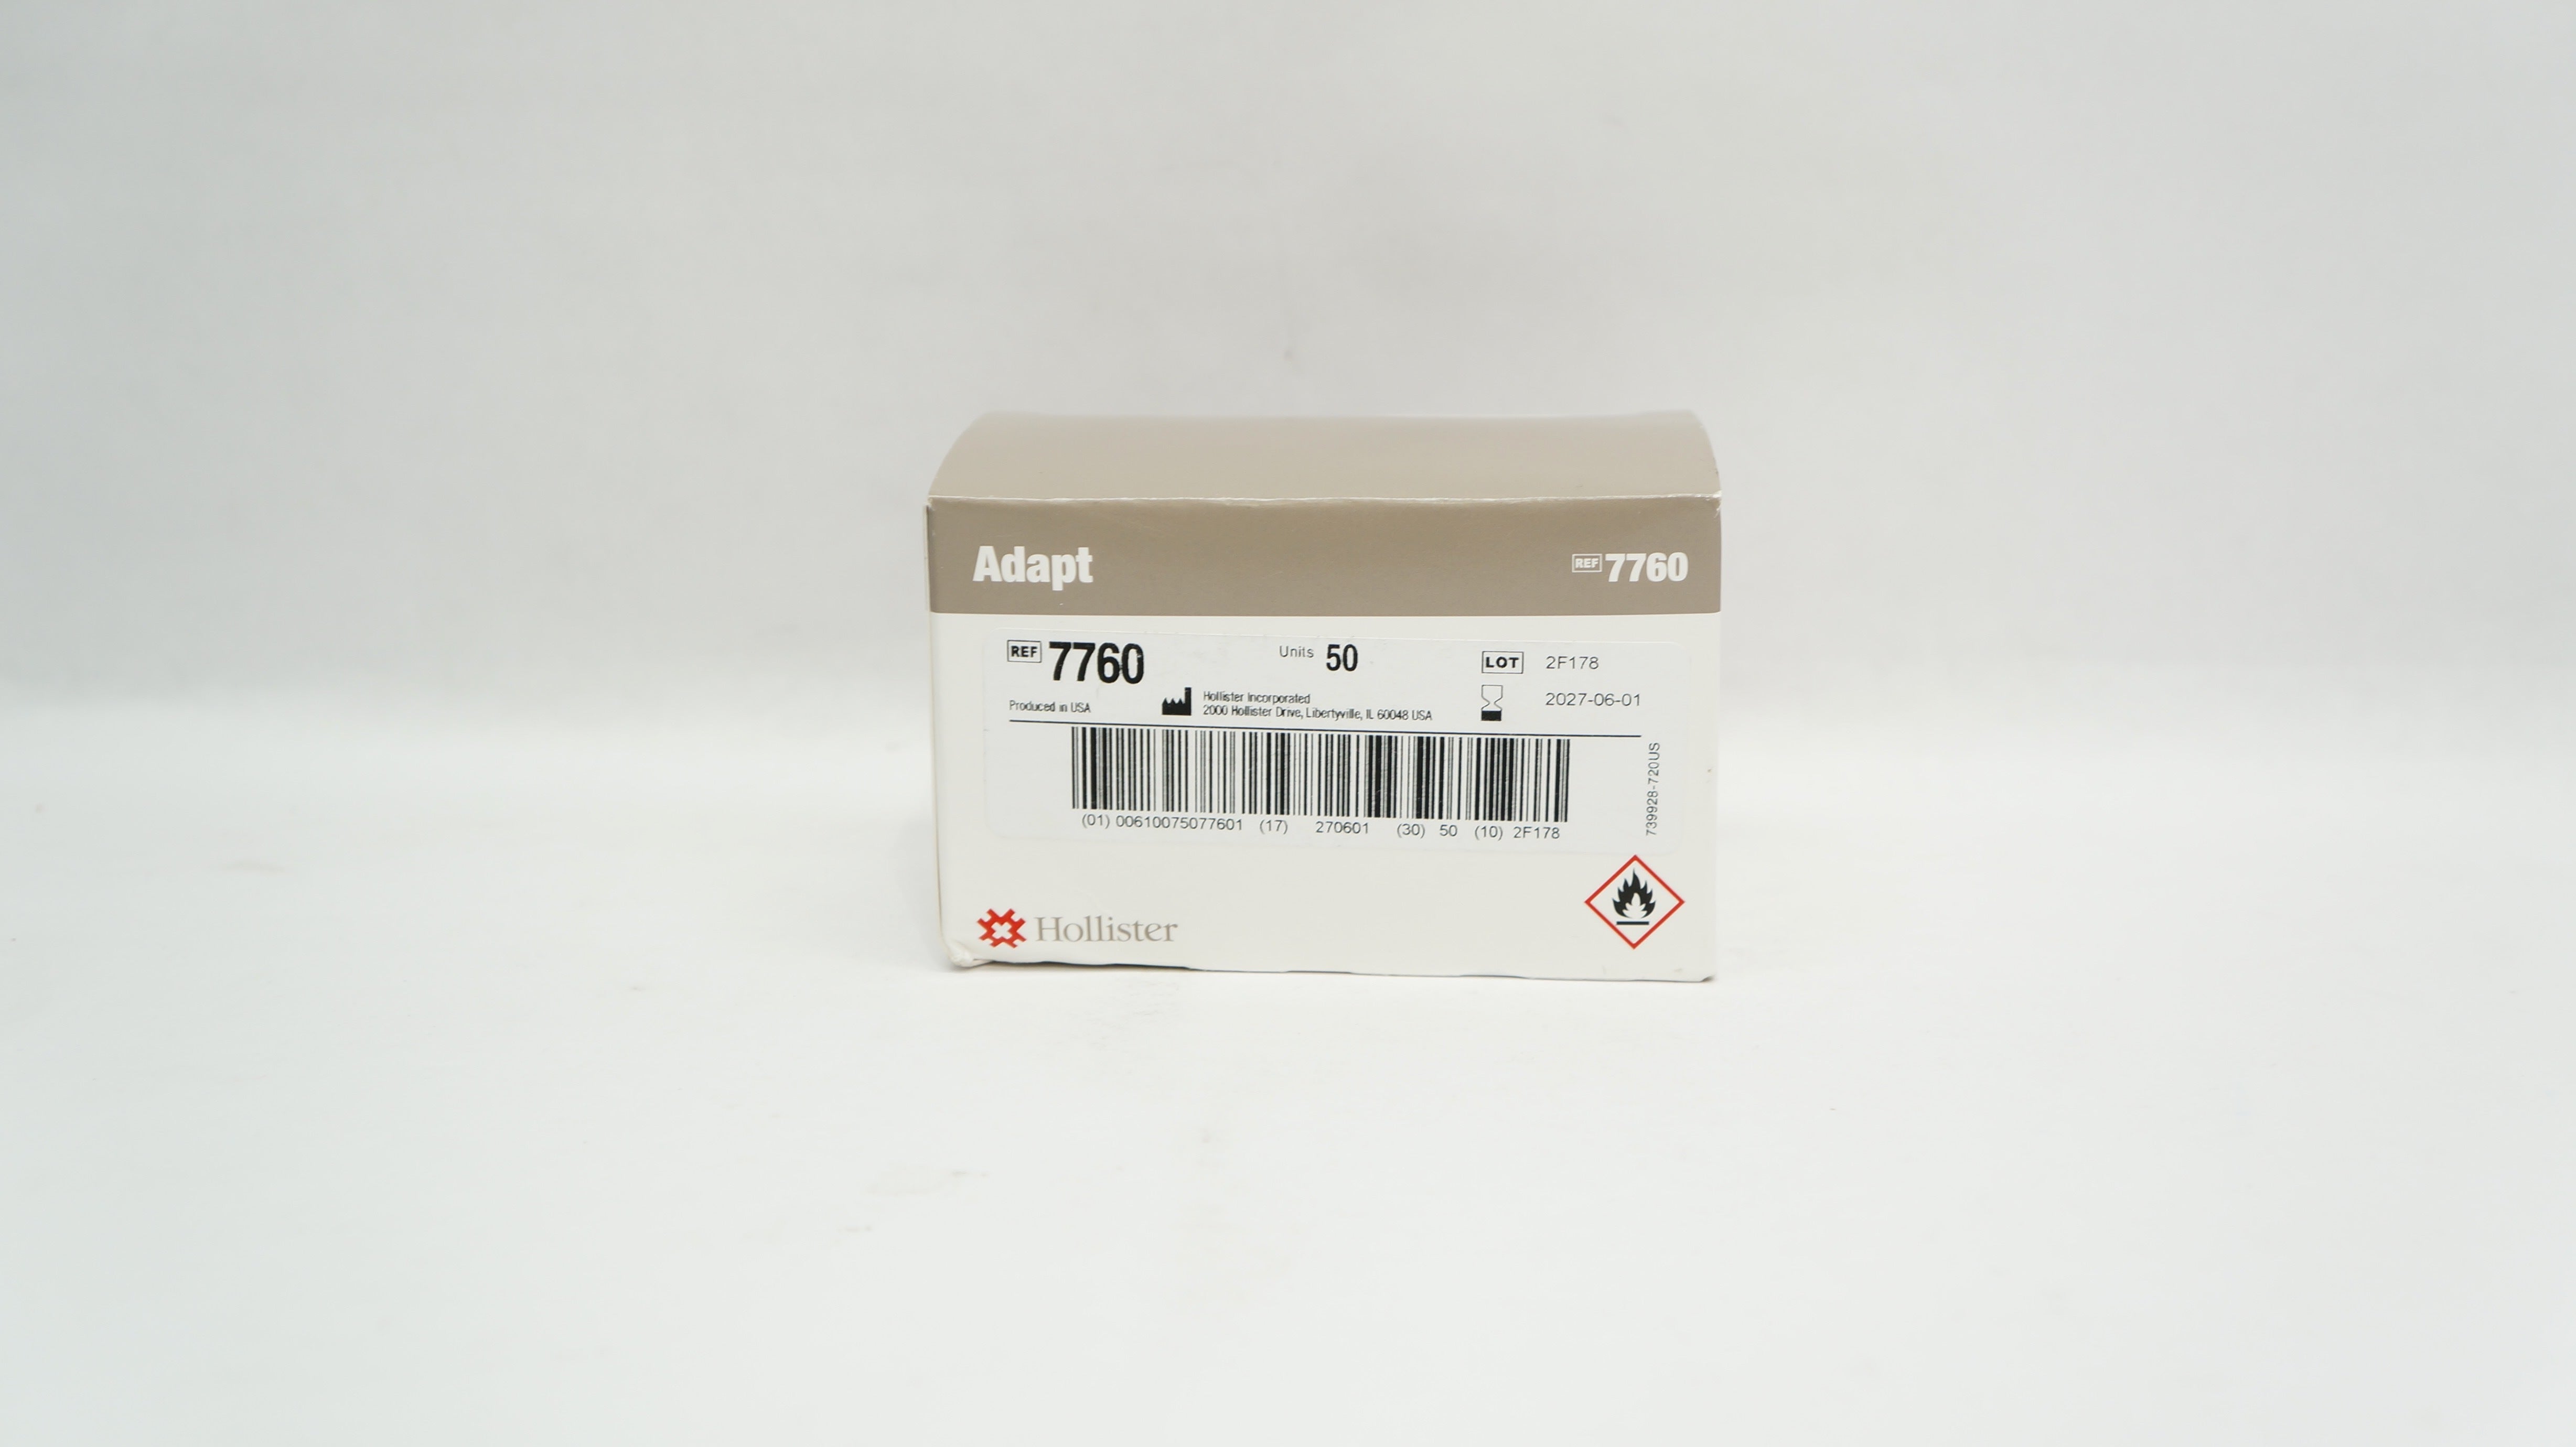 Adapt
REF 7760
REF 7760
Units 50
LOT 2F178
2027-06-01
Produced in USA
Hollister Incorporated
2000 Hollister Drive, Libertyville, IL 60048 USA
(01) 00610075077601 (17) 270601 (30) 50 (10) 2F178
739928-720US
Hollister